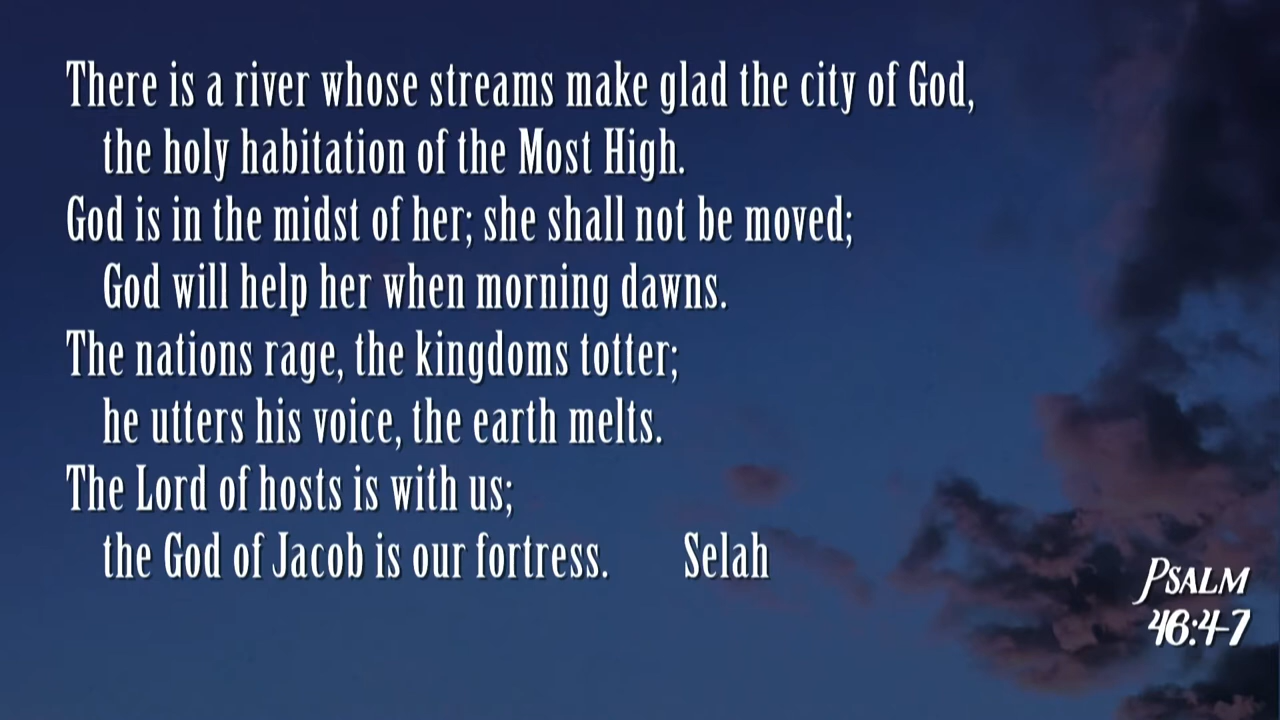 There is a river whose streams make glad the city of God,
the holy habitation of the Most High.
God is in the midst of her; she shall not be moved;
God will help her when morning dawns.
The nations rage, the kingdoms totter;
he utters his voice, the earth melts.
The Lord of hosts is with us;
the God of Jacob is our fortress. Selah
Psalm
46:4-7